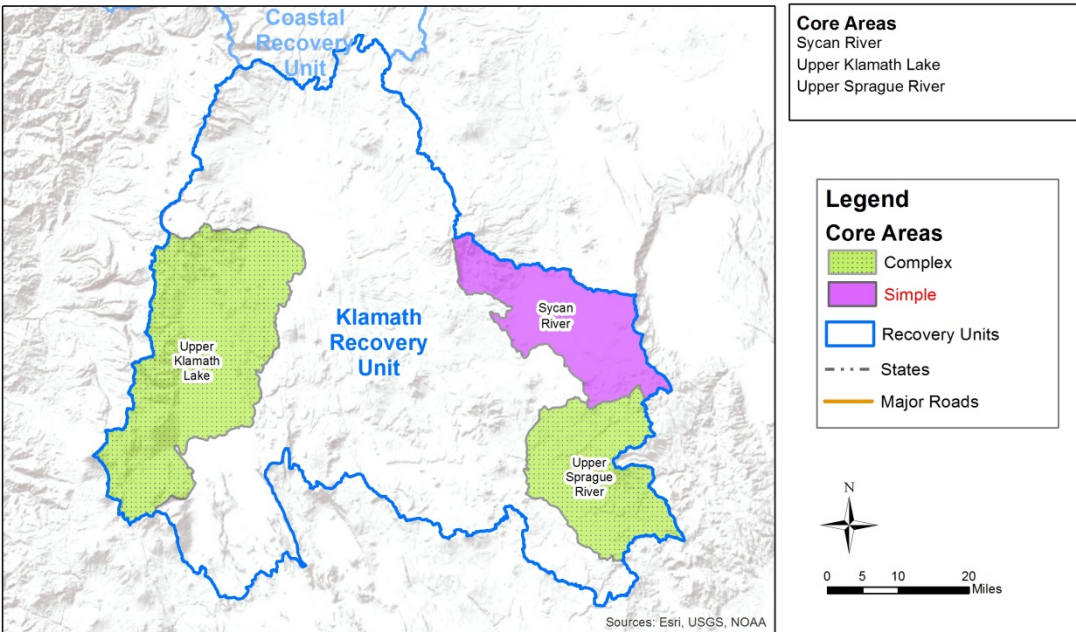 Coastal
Recovery
Unit
Upper
Klamath
Lake
Klamath
Recovery
Unit
Sycan
River
Upper
Sprague
River
Sources: Esri, USGS, NOAA
Core Areas
Sycan River
Upper Klamath Lake
Upper Sprague River
Legend
Core Areas
Complex
Simple
Recovery Units
States
Major Roads
N
0 5 10 20
Miles